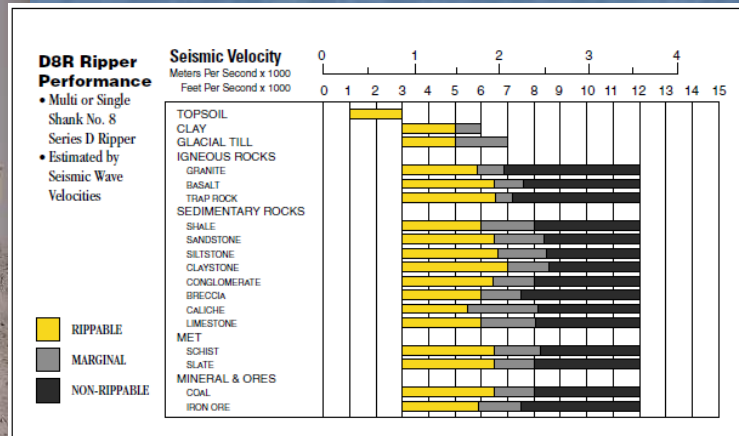 D8R Ripper
Performance
• Multi or Single
Shank No. 8
Series D Ripper
• Estimated by
Seismic Wave
Velocities
Seismic Velocity
Meters Per Second x 1000
Feet Per Second x 1000
0 1 2 3 4
0 1 2 3 4 5 6 7 8 9 10 11 12 13 14 15
TOPSOIL
CLAY
GLACIAL TILL
IGNEOUS ROCKS
GRANITE
BASALT
TRAP ROCK
SEDIMENTARY ROCKS
SHALE
SANDSTONE
SILTSTONE
CLAYSTONE
CONGLOMERATE
BRECCIA
CALICHE
LIMESTONE
MET
SCHIST
SLATE
MINERAL & ORES
COAL
IRON ORE
RIPPABLE
MARGINAL
NON-RIPPABLE